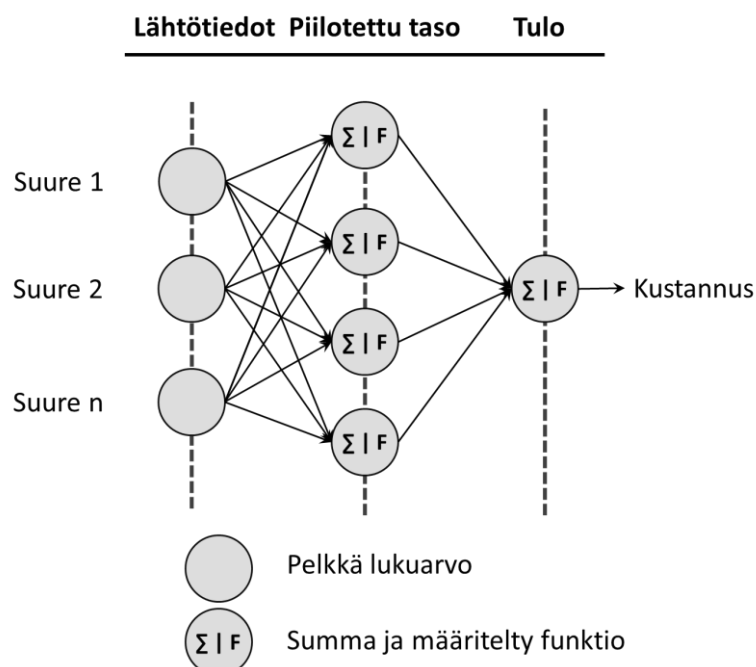 Lähtötiedot Piilotettu taso Tulo
Σ | F
Suure 1
Σ | F
Suure 2
Σ | F Kustannus
Σ | F
Suure n
Σ | F
Pelkkä lukuarvo
Σ | F Summa ja määritelty funktio